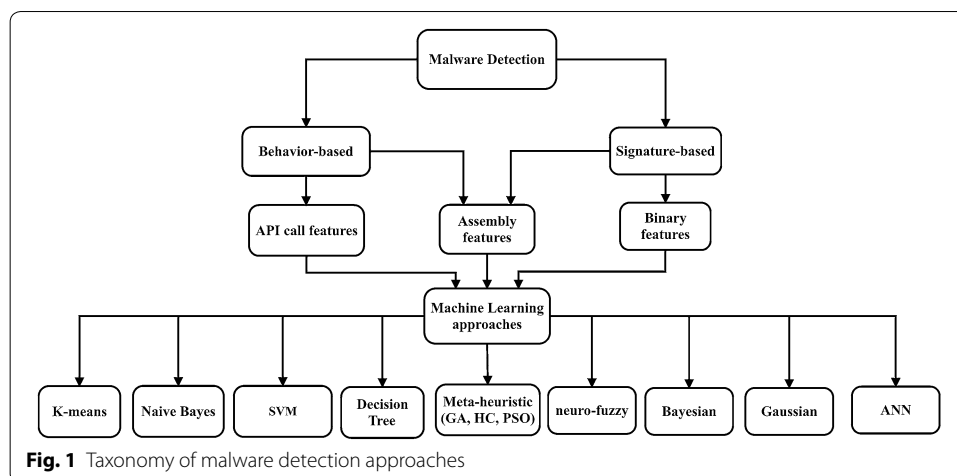 Malware Detection
Behavior-based
Signature-based
API call features
Assembly
features
Binary
features
Machine Learning
approaches
K-means
Naive Bayes
SVM
Decision
Tree
Meta-heuristic
(GA, HC, PSO)
neuro-fuzzy
Bayesian
Gaussian
ANN
Fig. 1 Taxonomy of malware detection approaches